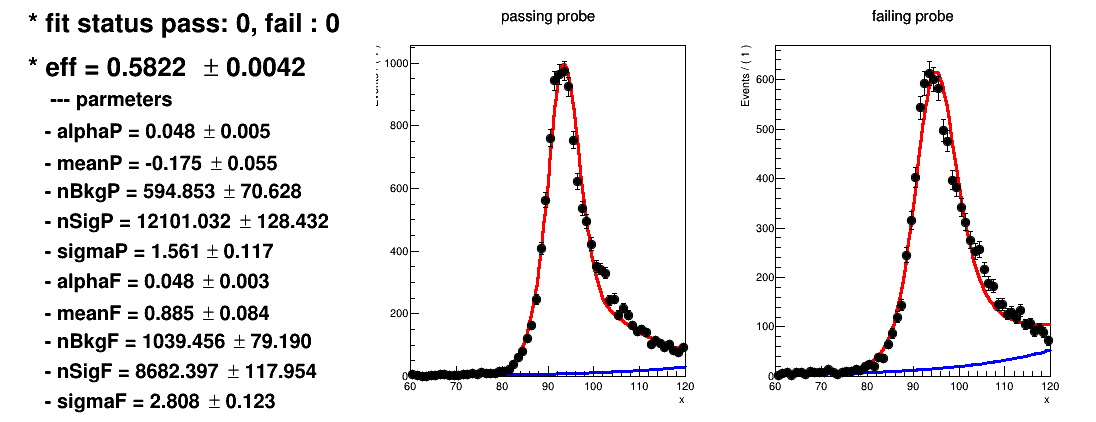 * fit status pass: 0, fail : 0
* eff = 0.5822 ± 0.0042
--- parmeters
- alphaP = 0.048 ± 0.005
- meanP = -0.175 ± 0.055
- nBkgP = 594.853 ± 70.628
- nSigP = 12101.032 ± 128.432
- sigmaP = 1.561 ± 0.117
- alphaF = 0.048 ± 0.003
- meanF = 0.885 ± 0.084
- nBkgF = 1039.456 ± 79.190
- nSigF = 8682.397 ± 117.954
- sigmaF = 2.808 ± 0.123
passing probe
1000
800
600
400
200
0
60 70 80 90 100 110 120
x
failing probe
Events / ( 1 )
600
500
400
300
200
100
0
60 70 80 90 100 110 120
x